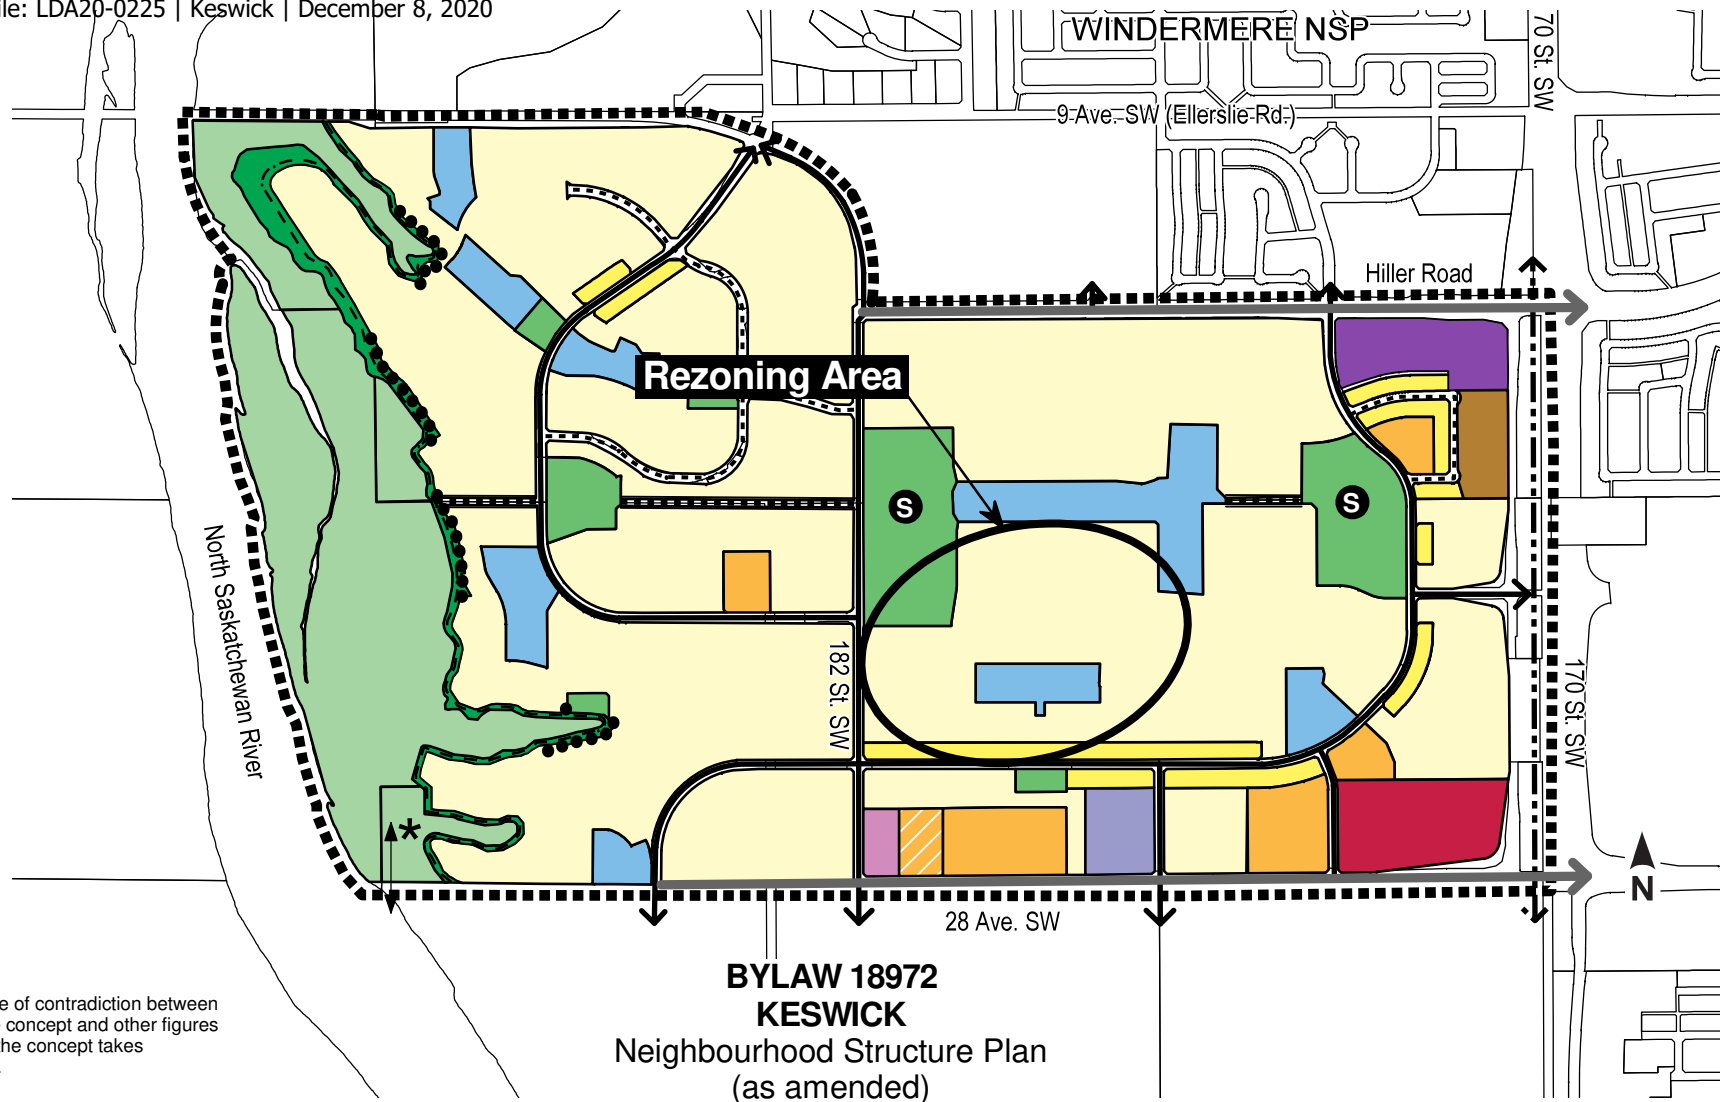 ile: LDA20-0225 | Keswick | December 8, 2020
WINDERMERE NSP
70 St. SW
9 Ave. SW (Ellerslie Rd.)
Hiller Road
Rezoning Area
S
S
North Saskatchewan River
182 St. SW
170 St. SW
*
N
28 Ave. SW
BYLAW 18972
KESWICK
Neighbourhood Structure Plan
(as amended)
e of contradiction between
concept and other figures
the concept takes